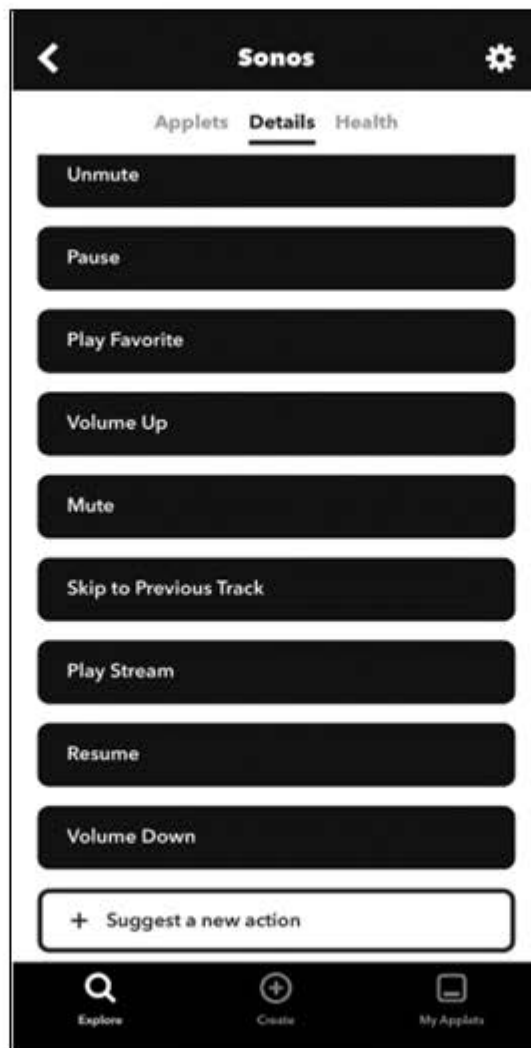 Sonos
Applets Details Health
Unmute
Pause
Play Favorite
Volume Up
Mute
Skip to Previous Track
Play Stream
Resume
Volume Down
+ Suggest a new action
Explore Create My Applets